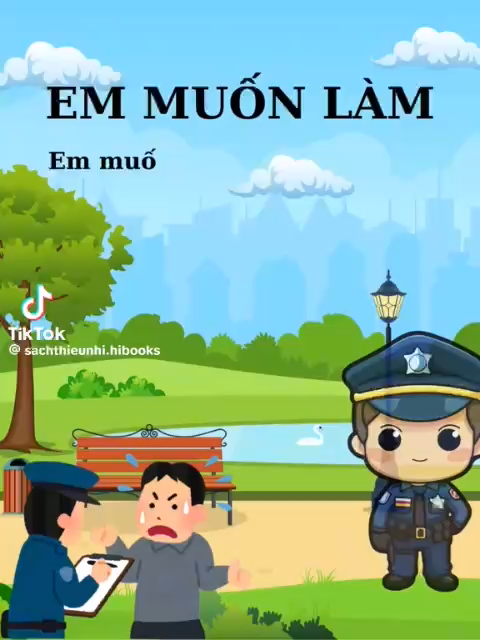 EM MUỐN LÀM
Em muố
TikTok
@ sachthieunhi.hibooks